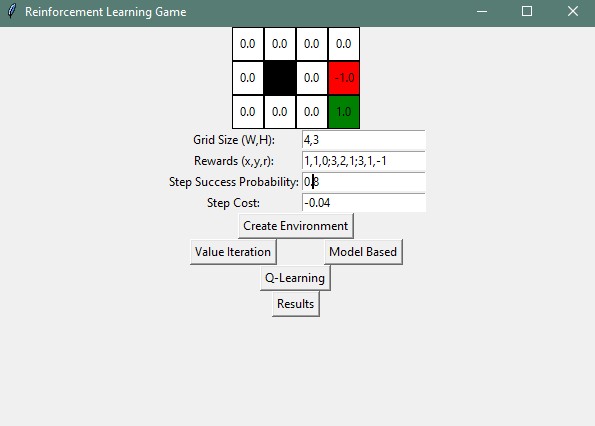 Reinforcement Learning Game
0.0 0.0 0.0 0.0
0.0 0.0 -1.0
0.0 0.0 0.0 1.0
Grid Size (W,H): 4,3
Rewards (x,y,r): 1,1,0;3,2,1;3,1,-1
Step Success Probability: 0.8
Step Cost: -0.04
Create Environment
Value Iteration Model Based
Q-Learning
Results